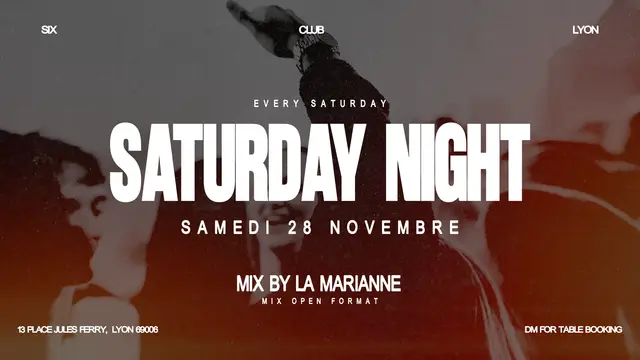 SIX CLUB LYON
EVERY SATURDAY
SATURDAY NIGHT
SAMEDI 28 NOVEMBRE
MIX BY LA MARIANNE
MIX OPEN FORMAT
13 PLACE JULES FERRY, LYON 69006
DM FOR TABLE BOOKING